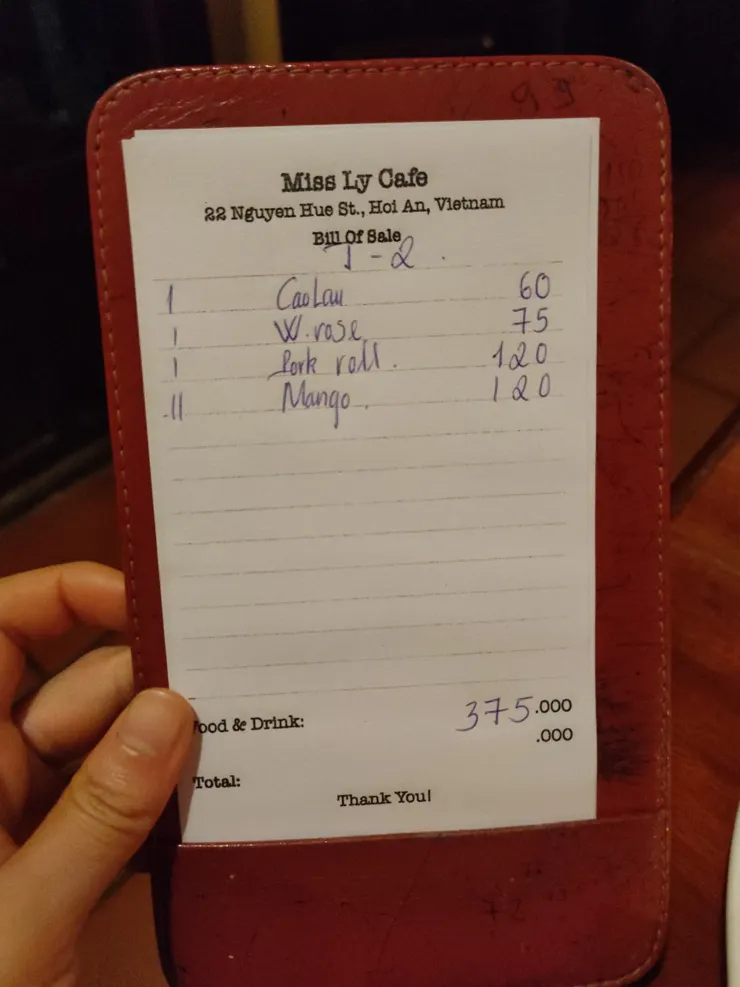 Miss Ly Cafe
22 Nguyen Hue St., Hoi An, Vietnam
Bill Of Sale
T-2.
1 CaoLau 60
1 W.rose 75
1 Pork roll. 120
11 Mango. 120
ood & Drink: 375.000
.000
Total:
Thank You!